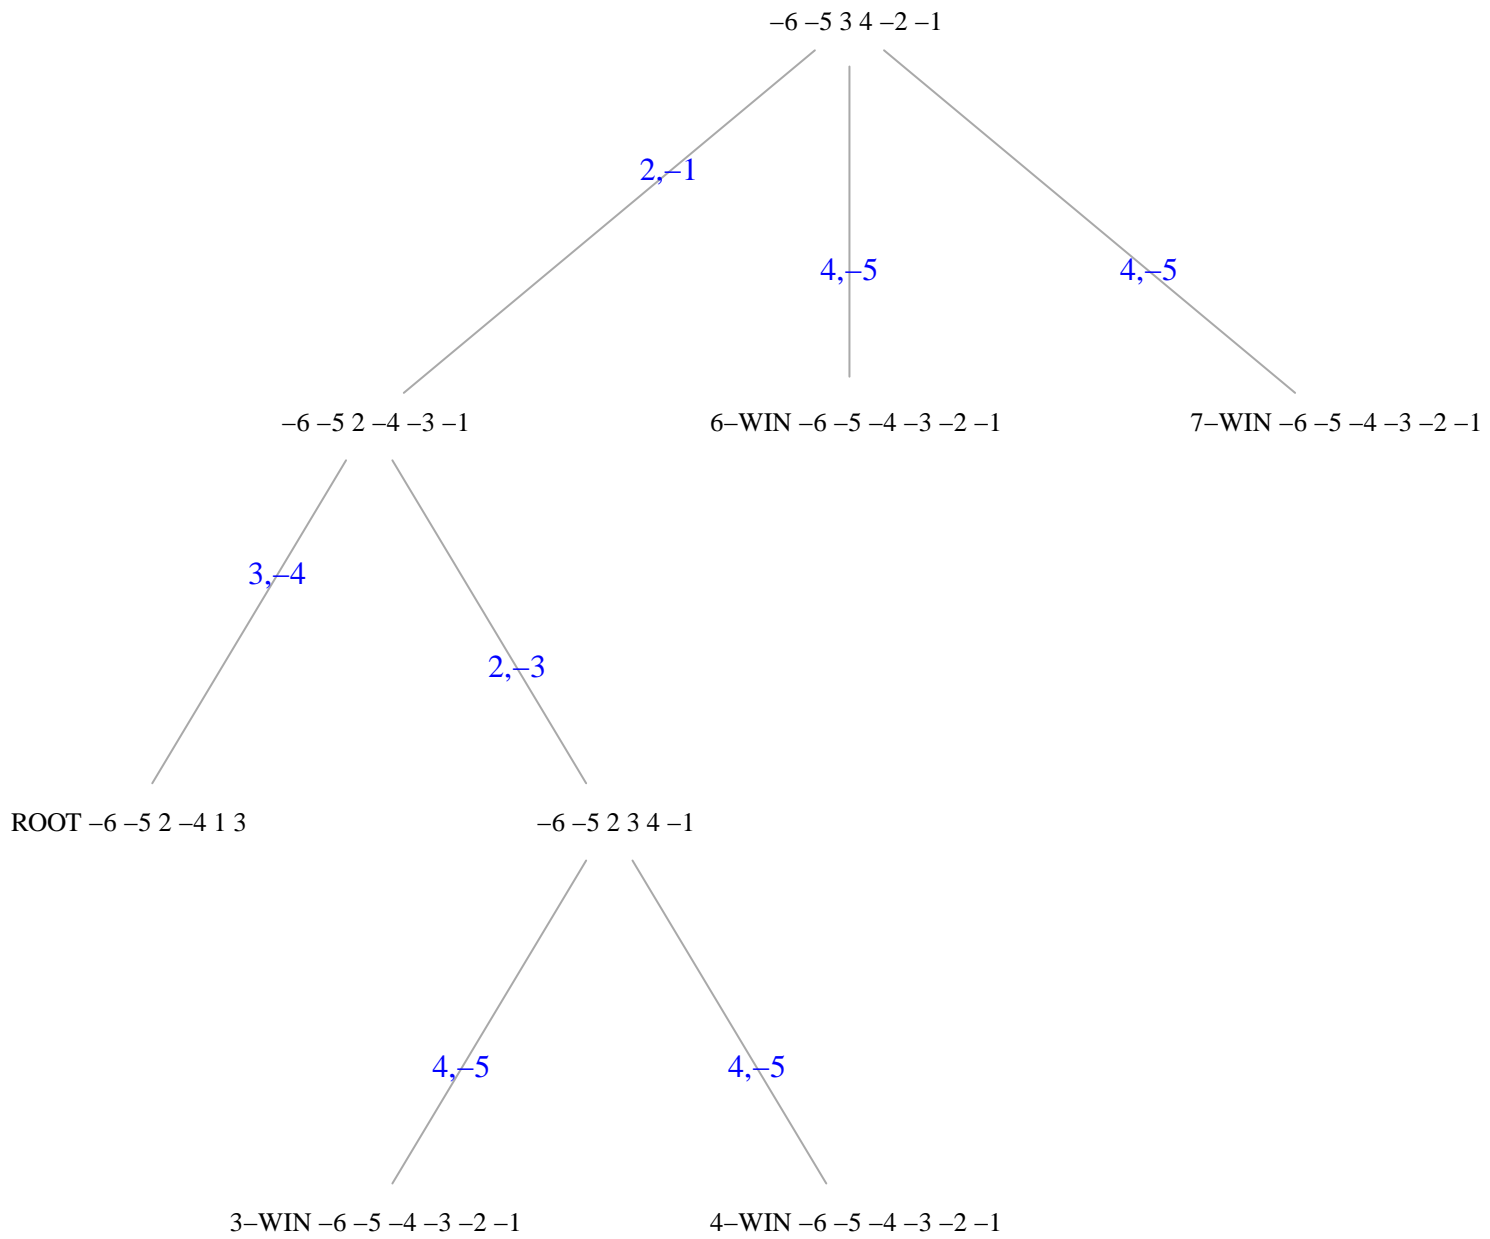 –6 –5 3 4 –2 –1
2,–1
4,–5
4,–5
–6 –5 2 –4 –3 –1
6–WIN –6 –5 –4 –3 –2 –1
7–WIN –6 –5 –4 –3 –2 –1
3,–4
2,–3
ROOT –6 –5 2 –4 1 3
–6 –5 2 3 4 –1
4,–5
4,–5
3–WIN –6 –5 –4 –3 –2 –1
4–WIN –6 –5 –4 –3 –2 –1